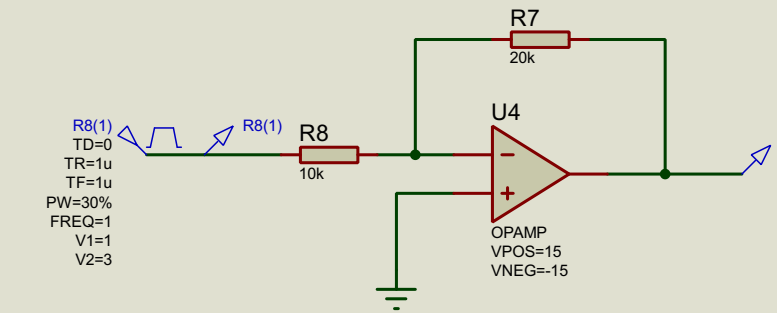 R7
20k
R8(1)
TD=0
TR=1u
TF=1u
PW=30%
FREQ=1
V1=1
V2=3
R8(1)
R8
10k
U4
OPAMP
VPOS=15
VNEG=-15